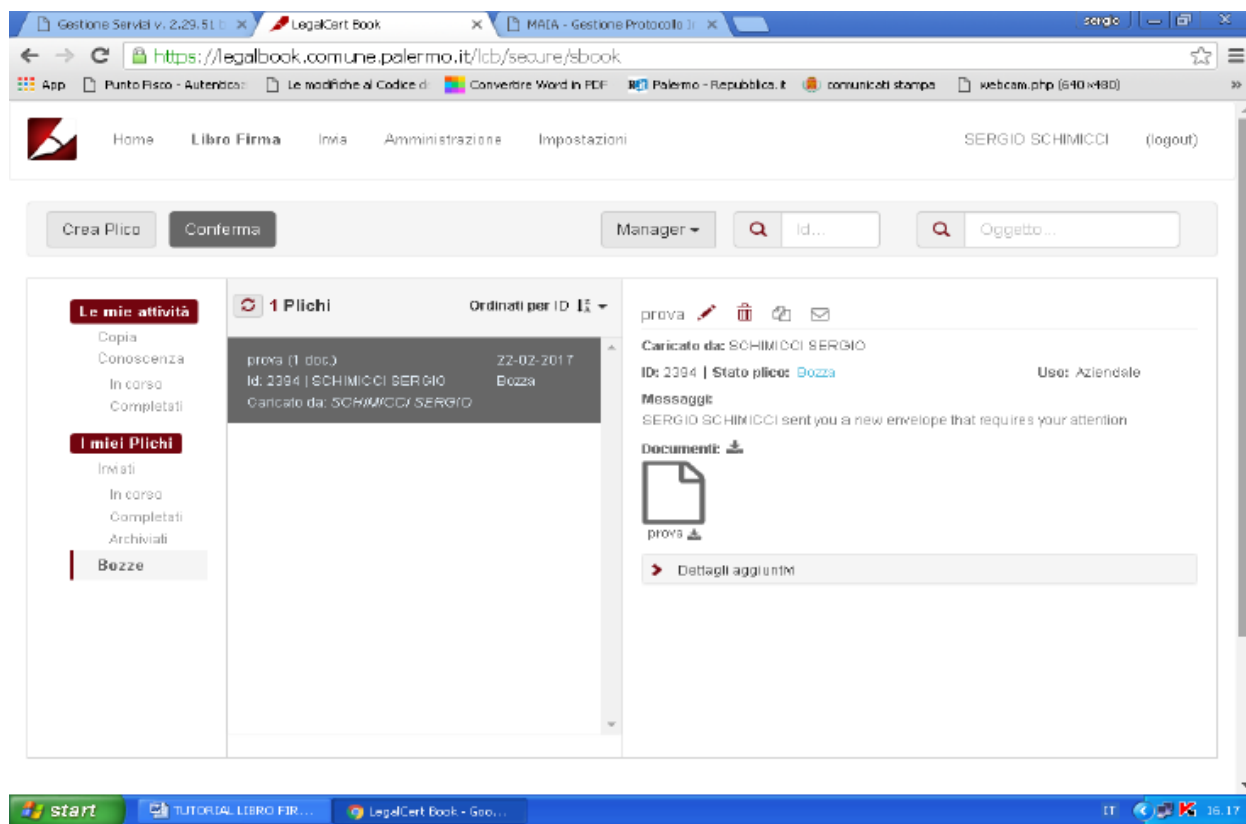 Gestione Servizi v. 2.29.51 b
LegalCert Book
MAIA - Gestione Protocollo In
sergio
https://legalbook.comune.palermo.it/lcb/secure/sbook
App
Punto Fisco - Autenticaz
Le modifiche al Codice d
Convertire Word in PDF
Palermo - Repubblica.it
comunicati stampa
webcam.php (640×480)
Home
Libro Firma
Invia
Amministrazione
Impostazioni
SERGIO SCHIMICCI
(logout)
Crea Plico
Conferma
Manager
Id...
Oggetto...
Le mie attività
Copia
Conoscenza
In corso
Completati
I miei Plichi
Inviati
In corso
Completati
Archiviati
Bozze
1 Plichi
Ordinati per ID
prova (1 doc.)
22-02-2017
Id: 2394 | SCHIMICCI SERGIO
Bozza
Caricato da: SCHIMICCI SERGIO
prova
Caricato da: SCHIMICCI SERGIO
ID: 2394 | Stato plico: Bozza
Uso: Aziendale
Messaggi:
SERGIO SCHIMICCI sent you a new envelope that requires your attention
Documenti:
prova
Dettagli aggiuntivi
start
TUTORIAL LIBRO FIR...
LegalCert Book - Goo...
IT
16.17